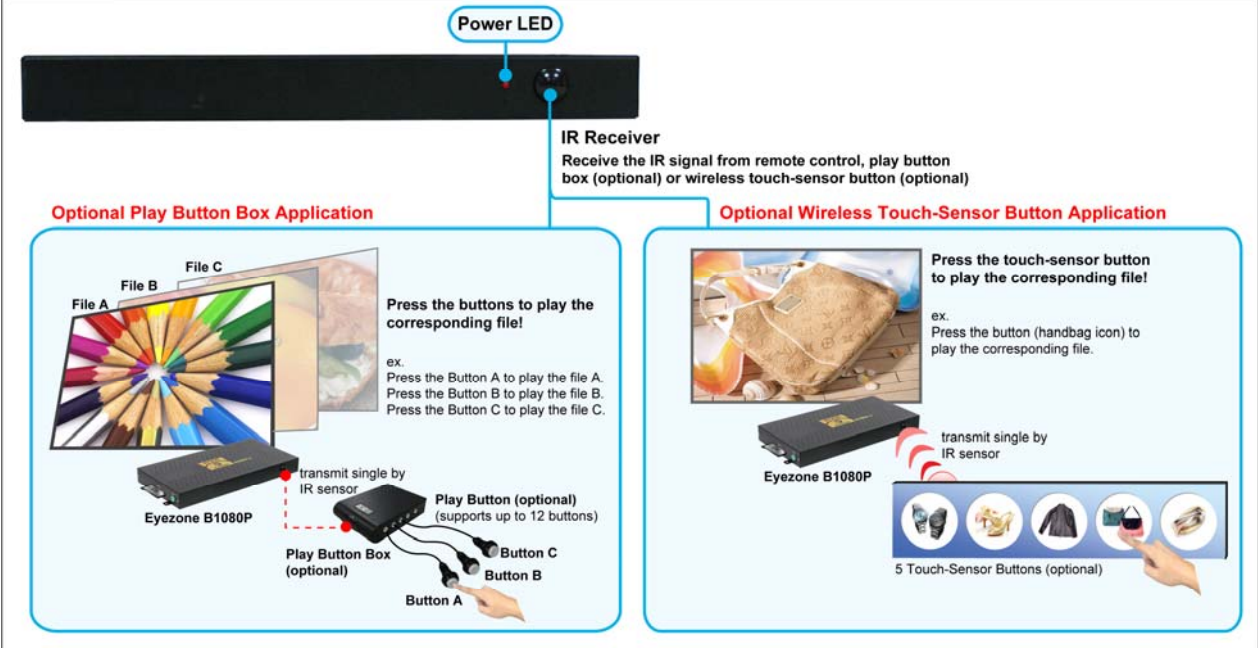 Power LED
IR Receiver
Receive the IR signal from remote control, play button
box (optional) or wireless touch-sensor button (optional)
Optional Play Button Box Application
File C
File B
File A
Press the buttons to play the
corresponding file!
ex.
Press the Button A to play the file A.
Press the Button B to play the file B.
Press the Button C to play the file C.
transmit single by
IR sensor
Eyezone B1080P
Play Button (optional)
(supports up to 12 buttons)
Play Button Box
(optional)
Button C
Button B
Button A
Optional Wireless Touch-Sensor Button Application
Press the touch-sensor button
to play the corresponding file!
ex.
Press the button (handbag icon) to
play the corresponding file.
transmit single by
IR sensor
Eyezone B1080P
5 Touch-Sensor Buttons (optional)